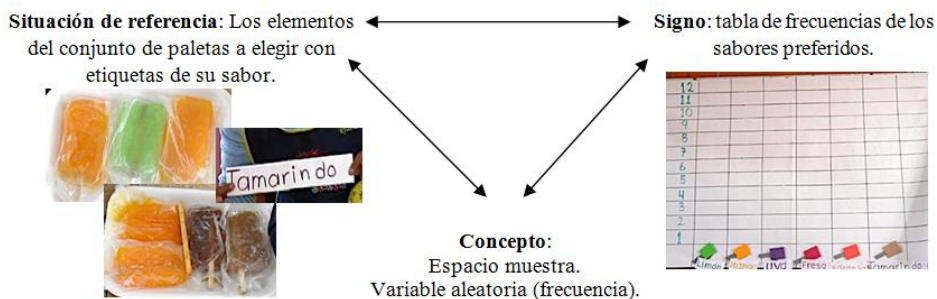 Situación de referencia: Los elementos
del conjunto de paletas a elegir con
etiquetas de su sabor.
Tamarindo
Concepto:
Espacio muestra.
Variable aleatoria (frecuencia).
Signo: tabla de frecuencias de los
sabores preferidos.
12
11
10
9
8
7
6
5
4
3
2
1
Limón Mango Uva Fresa Tamarindo